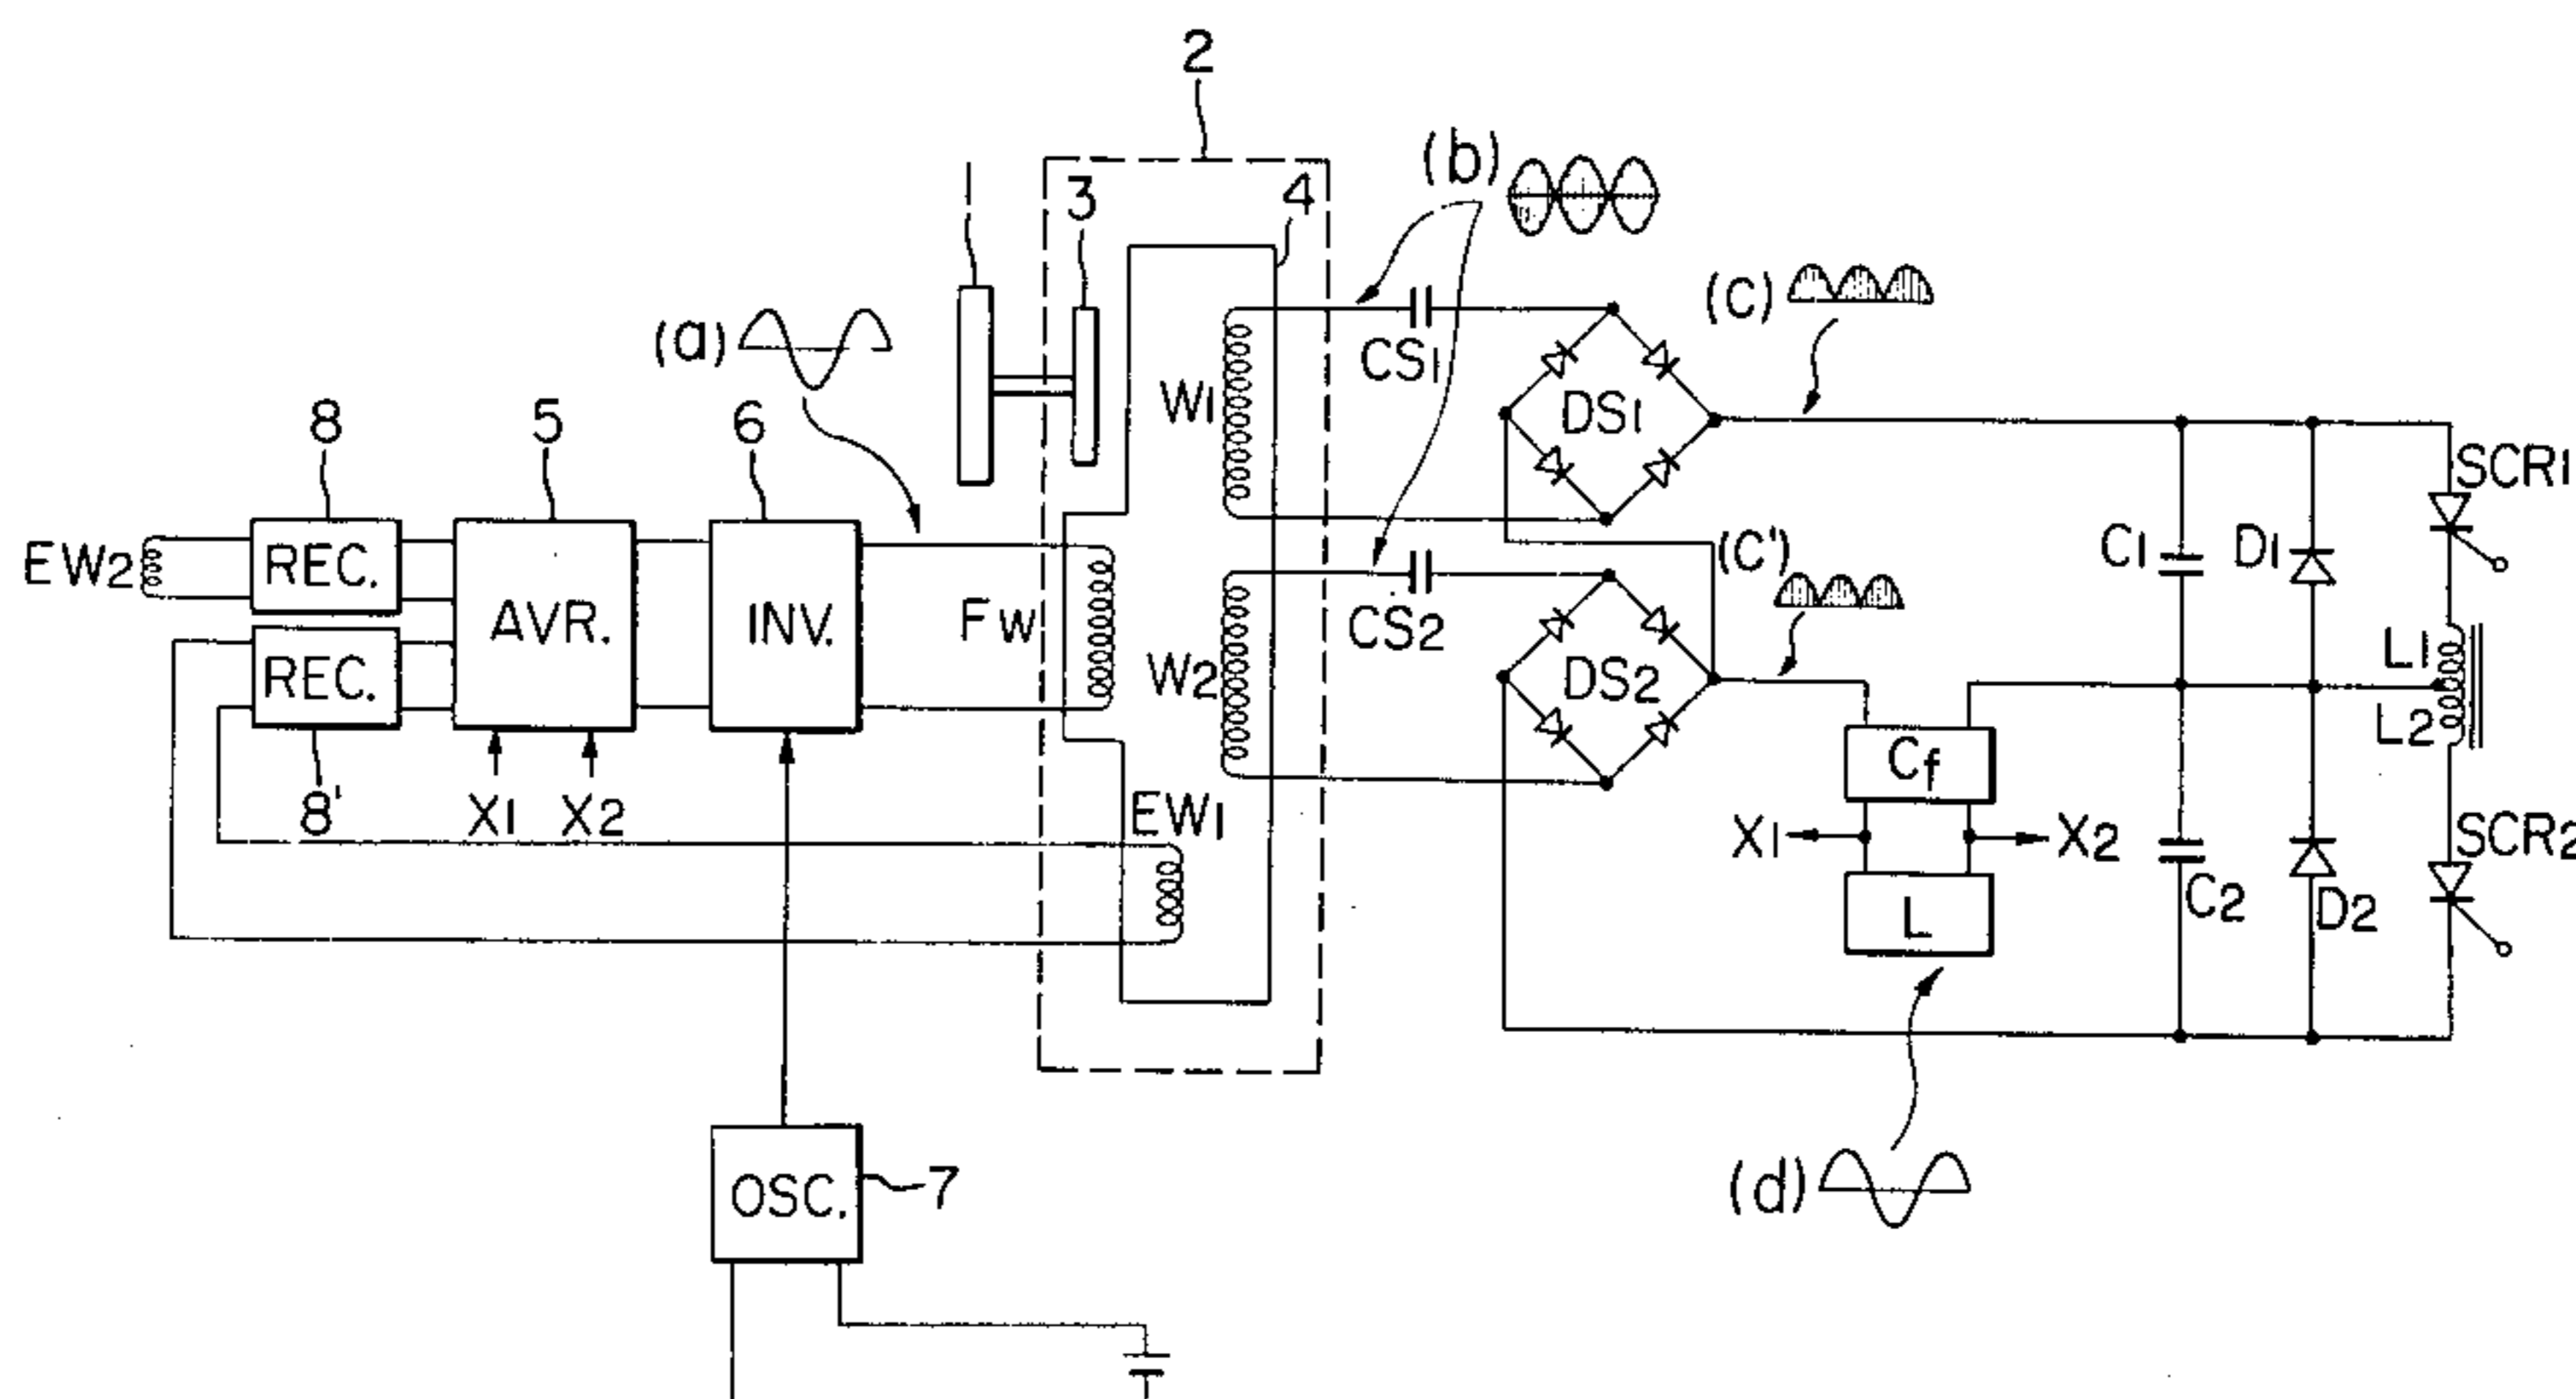 2
(b)
1
3
4
(c)
(a)
CS1
W1
DS1
8
5
6
SCR1
EW2
REC.
AVR.
INV.
FW
CS2
(c')
C1
D1
REC.
W2
DS2
L1
L2
Cf
8'
X1
X2
EW1
X1
X2
SCR2
L
C2
D2
OSC.
7
(d)